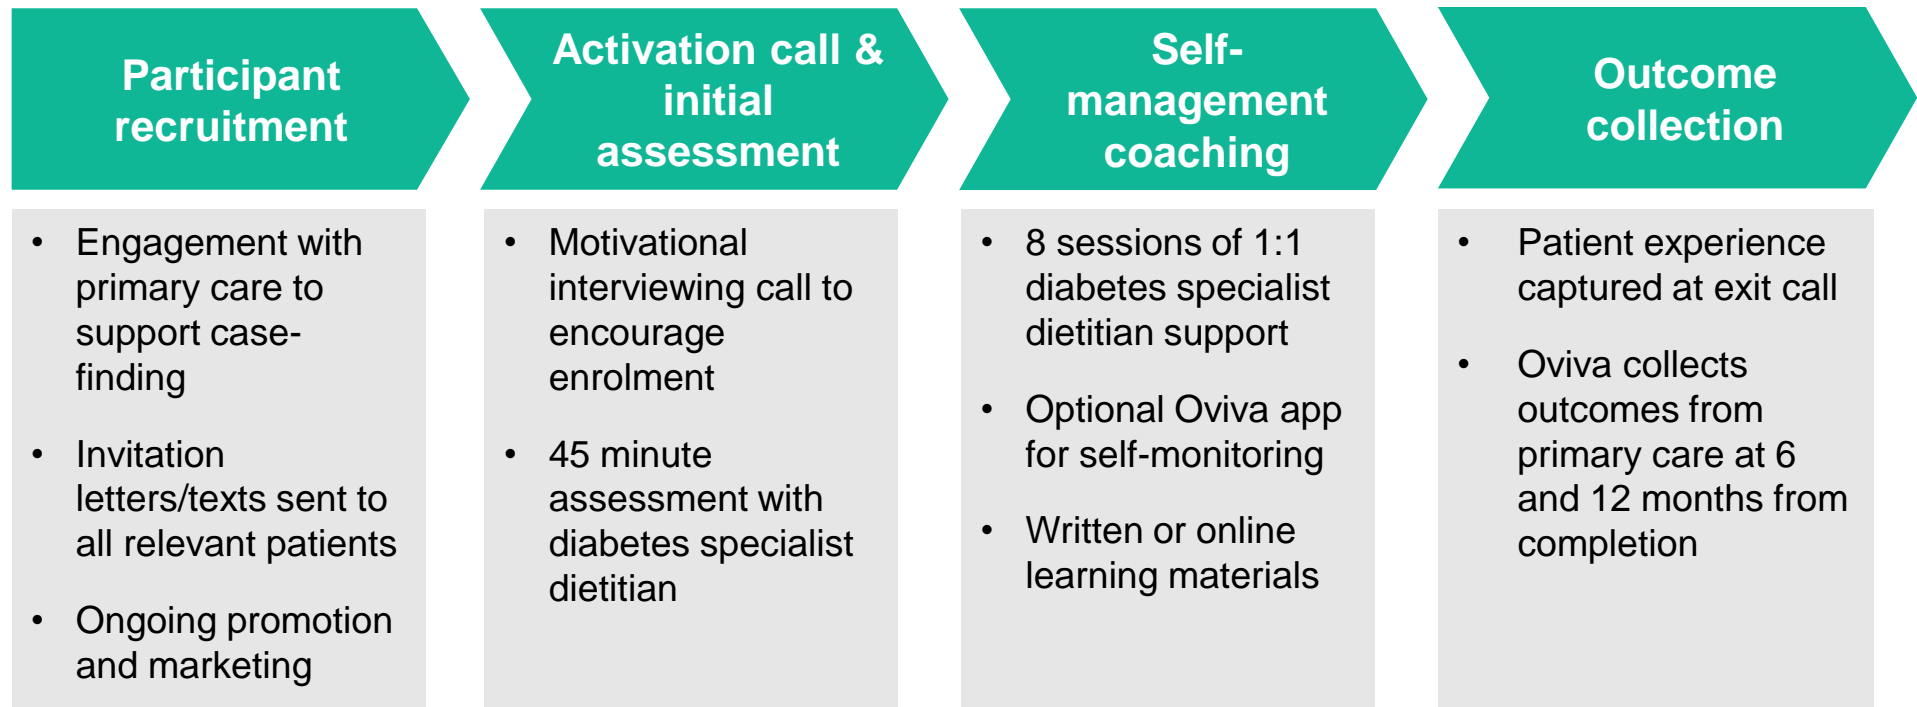 Participant
recruitment
• Engagement with
primary care to
support case-
finding
• Invitation
letters/texts sent to
all relevant patients
• Ongoing promotion
and marketing
Activation call &
initial
assessment
• Motivational
interviewing call to
encourage
enrolment
• 45 minute
assessment with
diabetes specialist
dietitian
Self-
management
coaching
• 8 sessions of 1:1
diabetes specialist
dietitian support
• Optional Oviva app
for self-monitoring
• Written or online
learning materials
Outcome
collection
• Patient experience
captured at exit call
• Oviva collects
outcomes from
primary care at 6
and 12 months from
completion